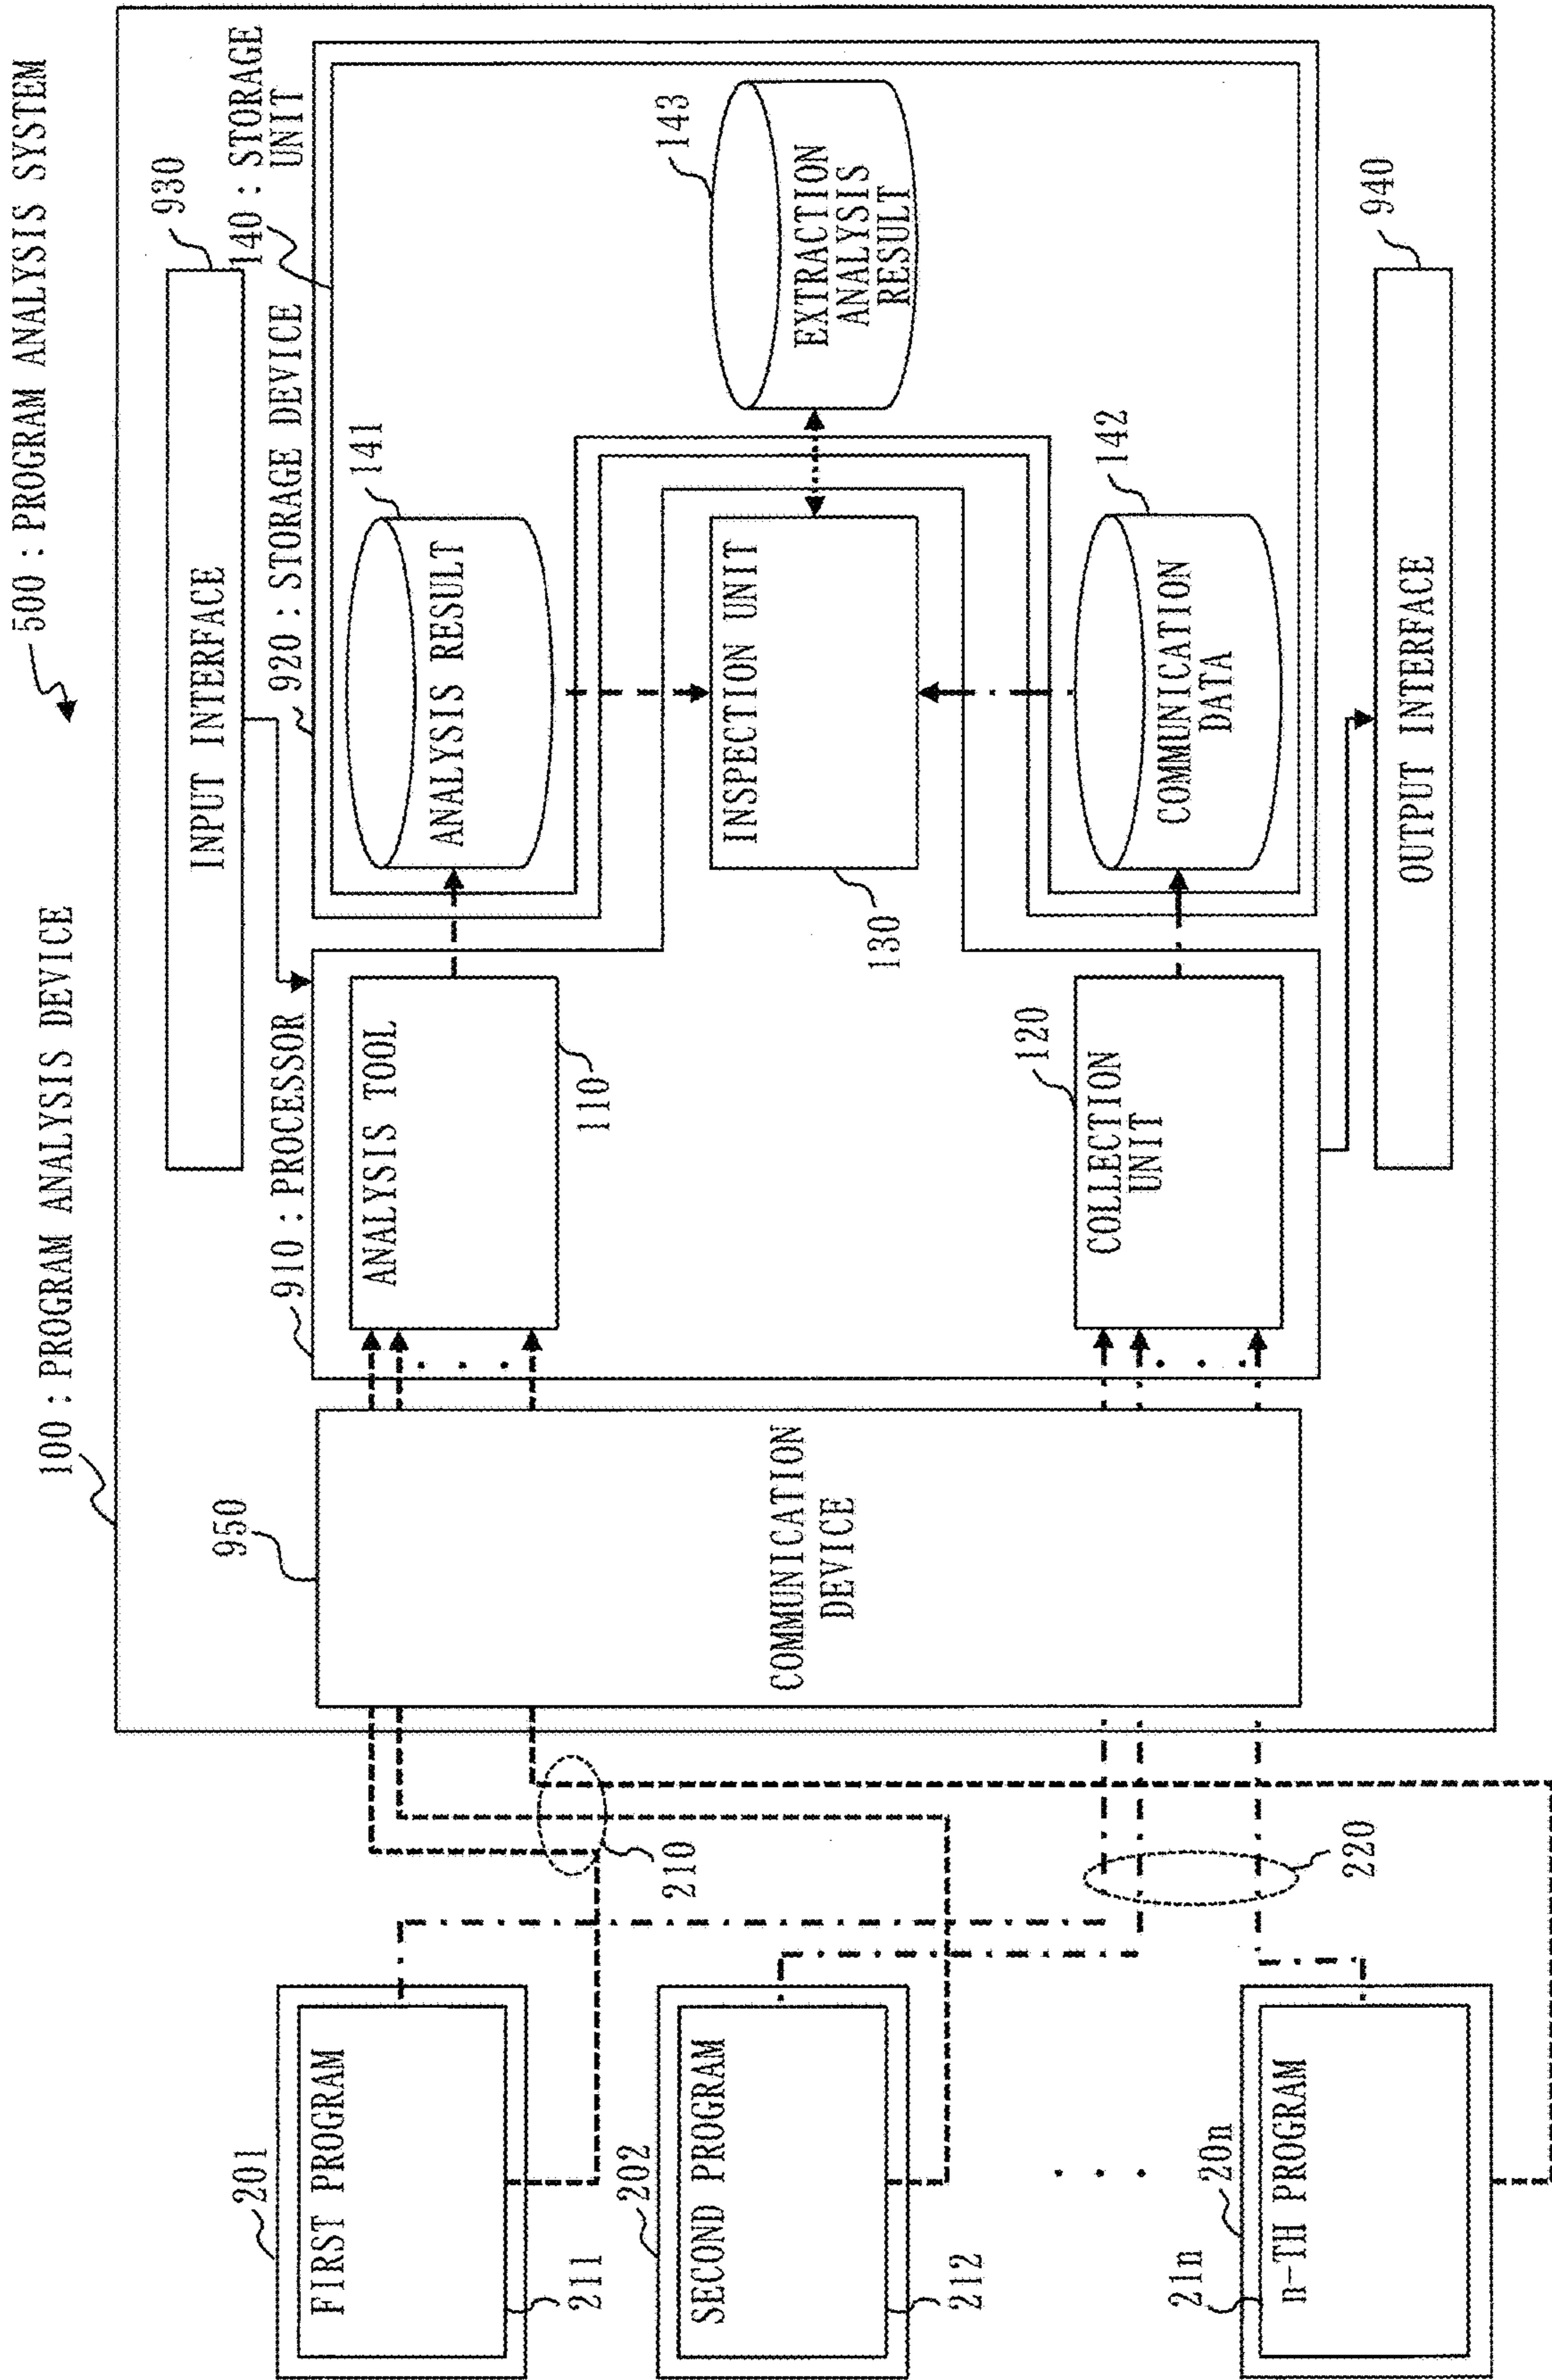 500:PROGRAM ANALYSIS SYSTEM
100:PROGRAM ANALYSIS DEVICE
930
INPUT INTERFACE
140:STORAGE
UNIT
920:STORAGE DEVICE
910:PROCESSOR
950
COMMUNICATION
DEVICE
ANALYSIS TOOL
110
141
ANALYSIS RESULT
143
EXTRACTION
ANALYSIS
RESULT
INSPECTION UNIT
130
120
COLLECTION
UNIT
142
COMMUNICATION
DATA
940
OUTPUT INTERFACE
201
FIRST PROGRAM
211
202
SECOND PROGRAM
212
20n
21n
n-TH PROGRAM
210
220